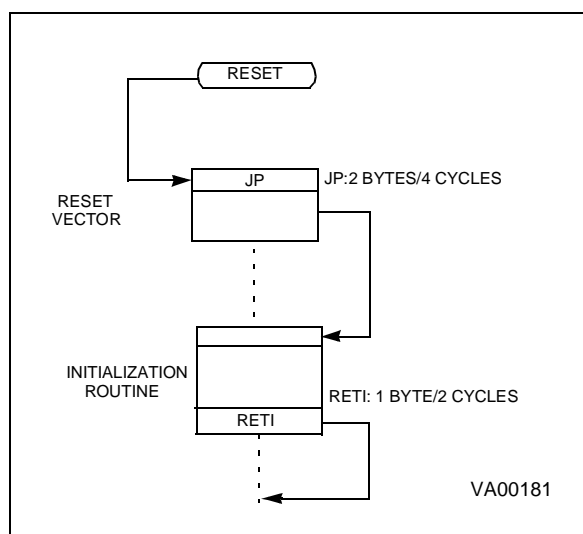 RESET
JP
JP:2 BYTES/4 CYCLES
RESET
VECTOR
INITIALIZATION
ROUTINE
RETI: 1 BYTE/2 CYCLES
RETI
VA00181